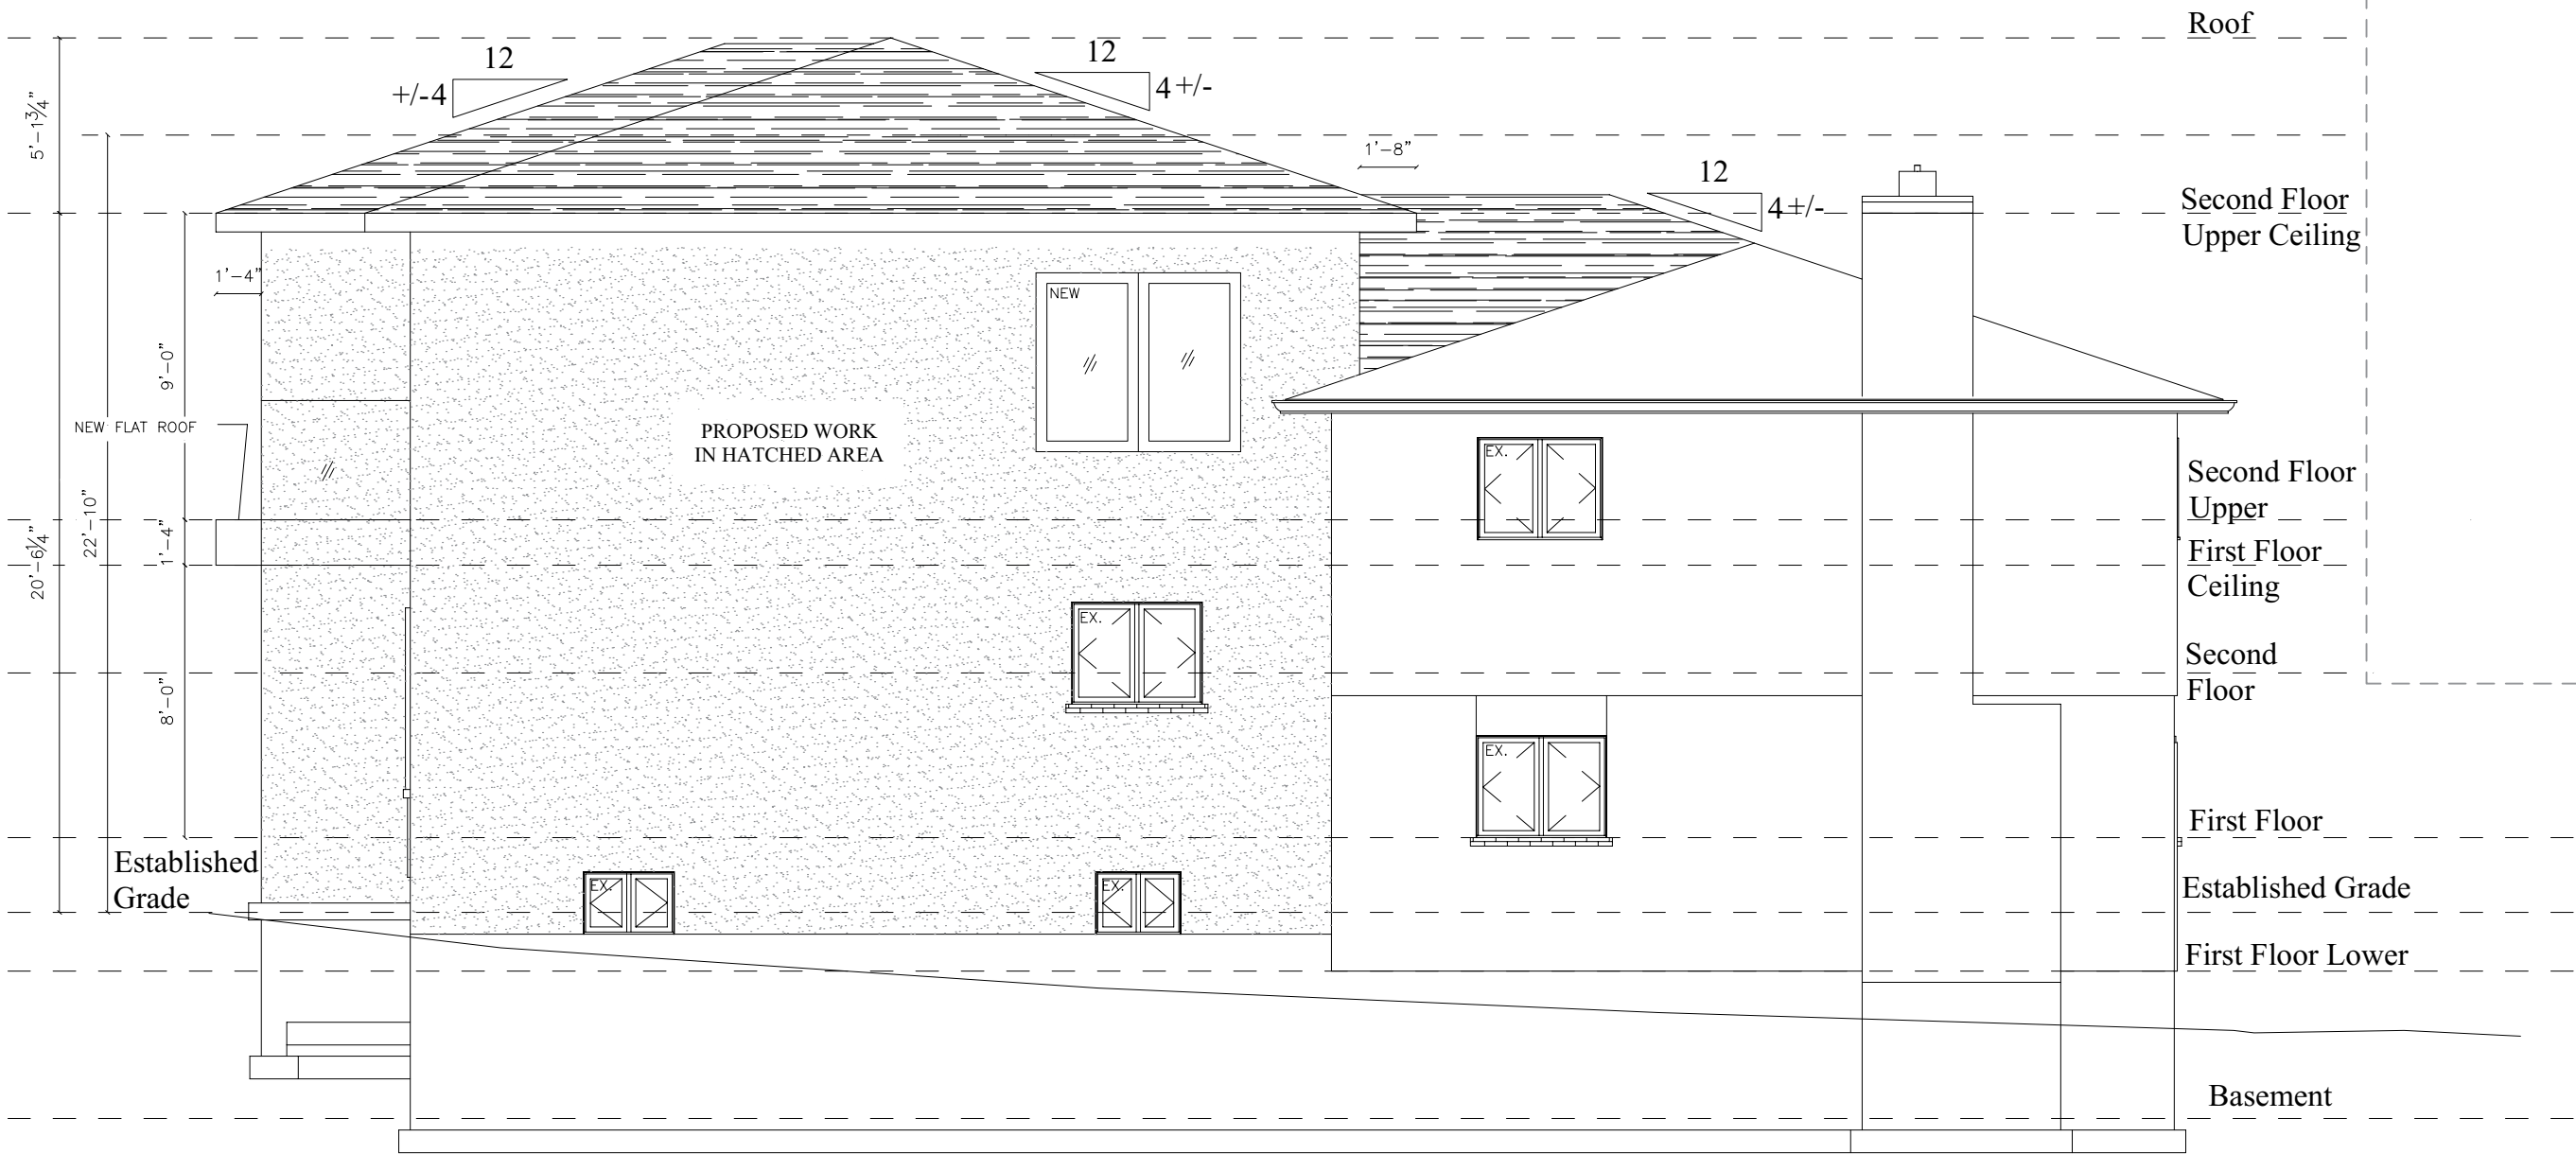 Roof
12
+/-4
12
4 +/-
5'-1¾"
1'-8"
12
4 +/-
Second Floor
Upper Ceiling
1'-4"
NEW
9'-0"
NEW FLAT ROOF
PROPOSED WORK
IN HATCHED AREA
EX.
Second Floor
Upper
22'-10"
20'-6¼"
1'-4"
First Floor
Ceiling
EX.
8'-0"
Second
Floor
EX.
First Floor
Established
Grade
EX.
EX.
Established Grade
First Floor Lower
Basement